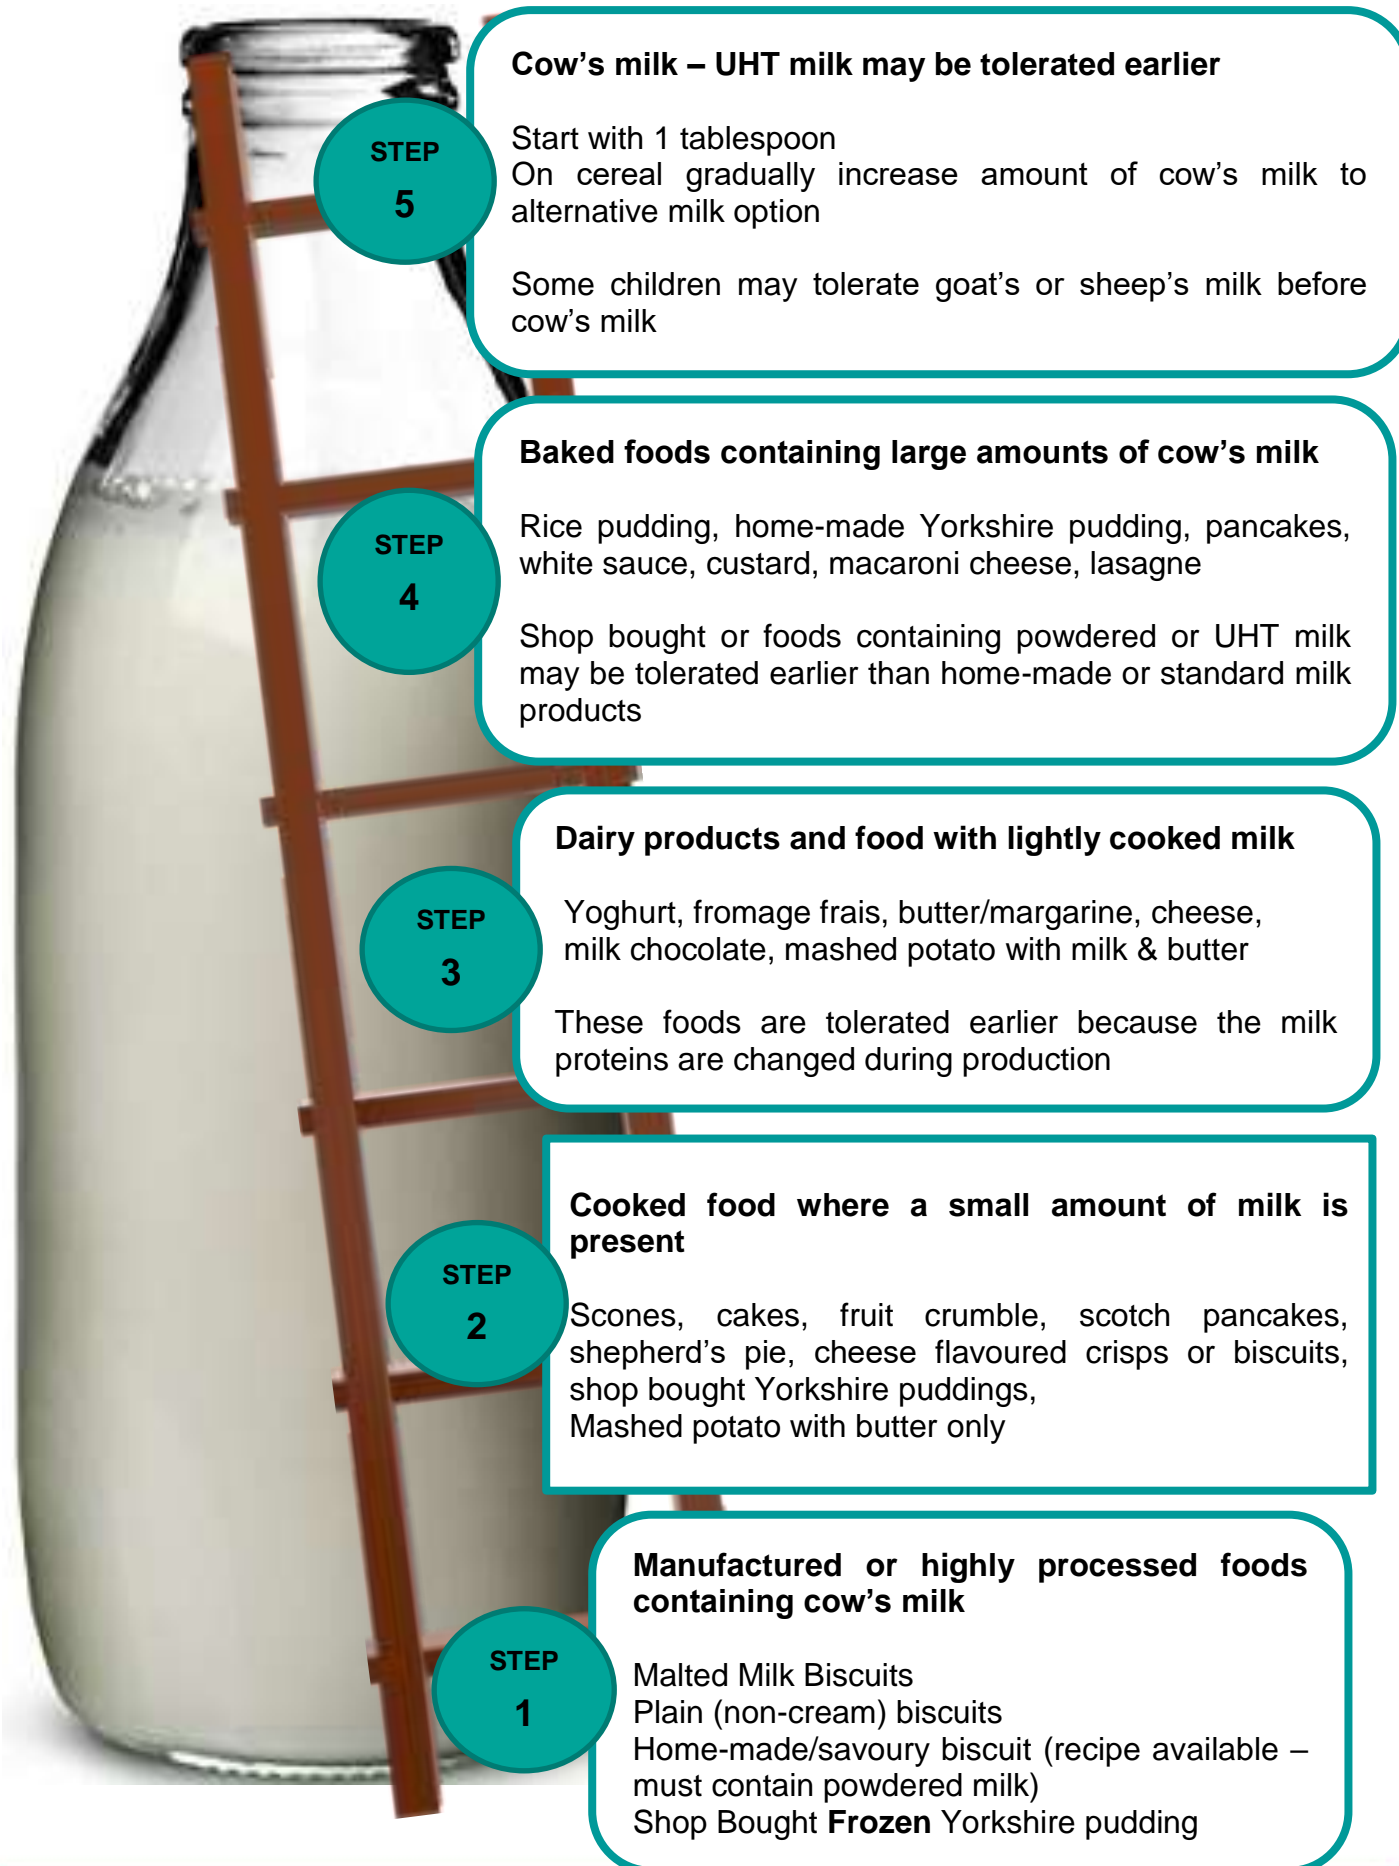 Cow's milk – UHT milk may be tolerated earlier
Start with 1 tablespoon
On cereal gradually increase amount of cow's milk to
alternative milk option
Some children may tolerate goat's or sheep's milk before
cow's milk
STEP
5
Baked foods containing large amounts of cow's milk
Rice pudding, home-made Yorkshire pudding, pancakes,
white sauce, custard, macaroni cheese, lasagne
Shop bought or foods containing powdered or UHT milk
may be tolerated earlier than home-made or standard milk
products
STEP
4
Dairy products and food with lightly cooked milk
Yoghurt, fromage frais, butter/margarine, cheese,
milk chocolate, mashed potato with milk & butter
These foods are tolerated earlier because the milk
proteins are changed during production
STEP
3
Cooked food where a small amount of milk is
present
Scones, cakes, fruit crumble, scotch pancakes,
shepherd's pie, cheese flavoured crisps or biscuits,
shop bought Yorkshire puddings,
Mashed potato with butter only
STEP
2
Manufactured or highly processed foods
containing cow's milk
Malted Milk Biscuits
Plain (non-cream) biscuits
Home-made/savoury biscuit (recipe available –
must contain powdered milk)
Shop Bought Frozen Yorkshire pudding
STEP
1